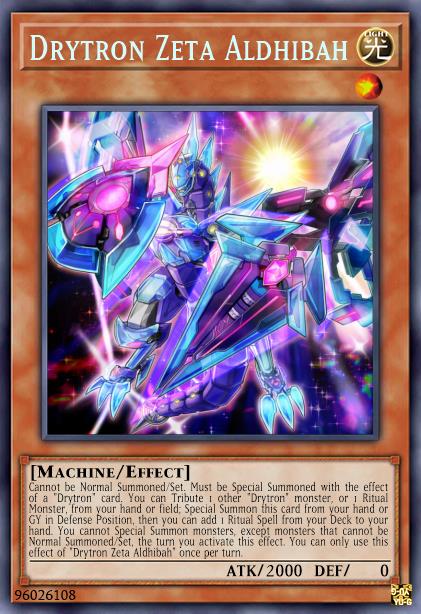 DRYTRON ZETA ALDHIBAH
LIGHT
光
[MACHINE/EFFECT]
Cannot be Normal Summoned/Set. Must be Special Summoned with the effect
of a "Drytron" card. You can Tribute 1 other "Drytron" monster, or 1 Ritual
Monster, from your hand or field; Special Summon this card from your hand or
GY in Defense Position, then you can add 1 Ritual Spell from your Deck to your
hand. You cannot Special Summon monsters, except monsters that cannot be
Normal Summoned/Set, the turn you activate this effect. You can only use this
effect of "Drytron Zeta Aldhibah" once per turn.
ATK/2000 DEF/ 0
96026108